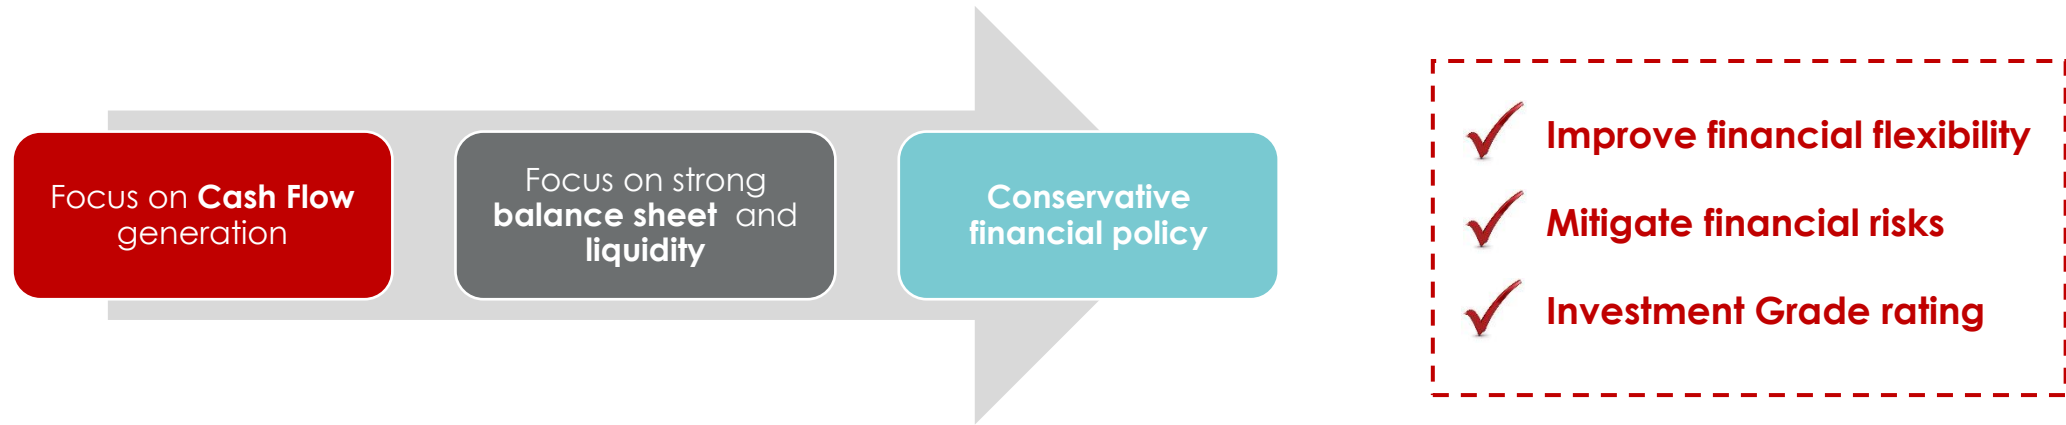 Focus on Cash Flow
generation
Focus on strong
balance sheet and
liquidity
Conservative
financial policy
Improve financial flexibility
Mitigate financial risks
Investment Grade rating